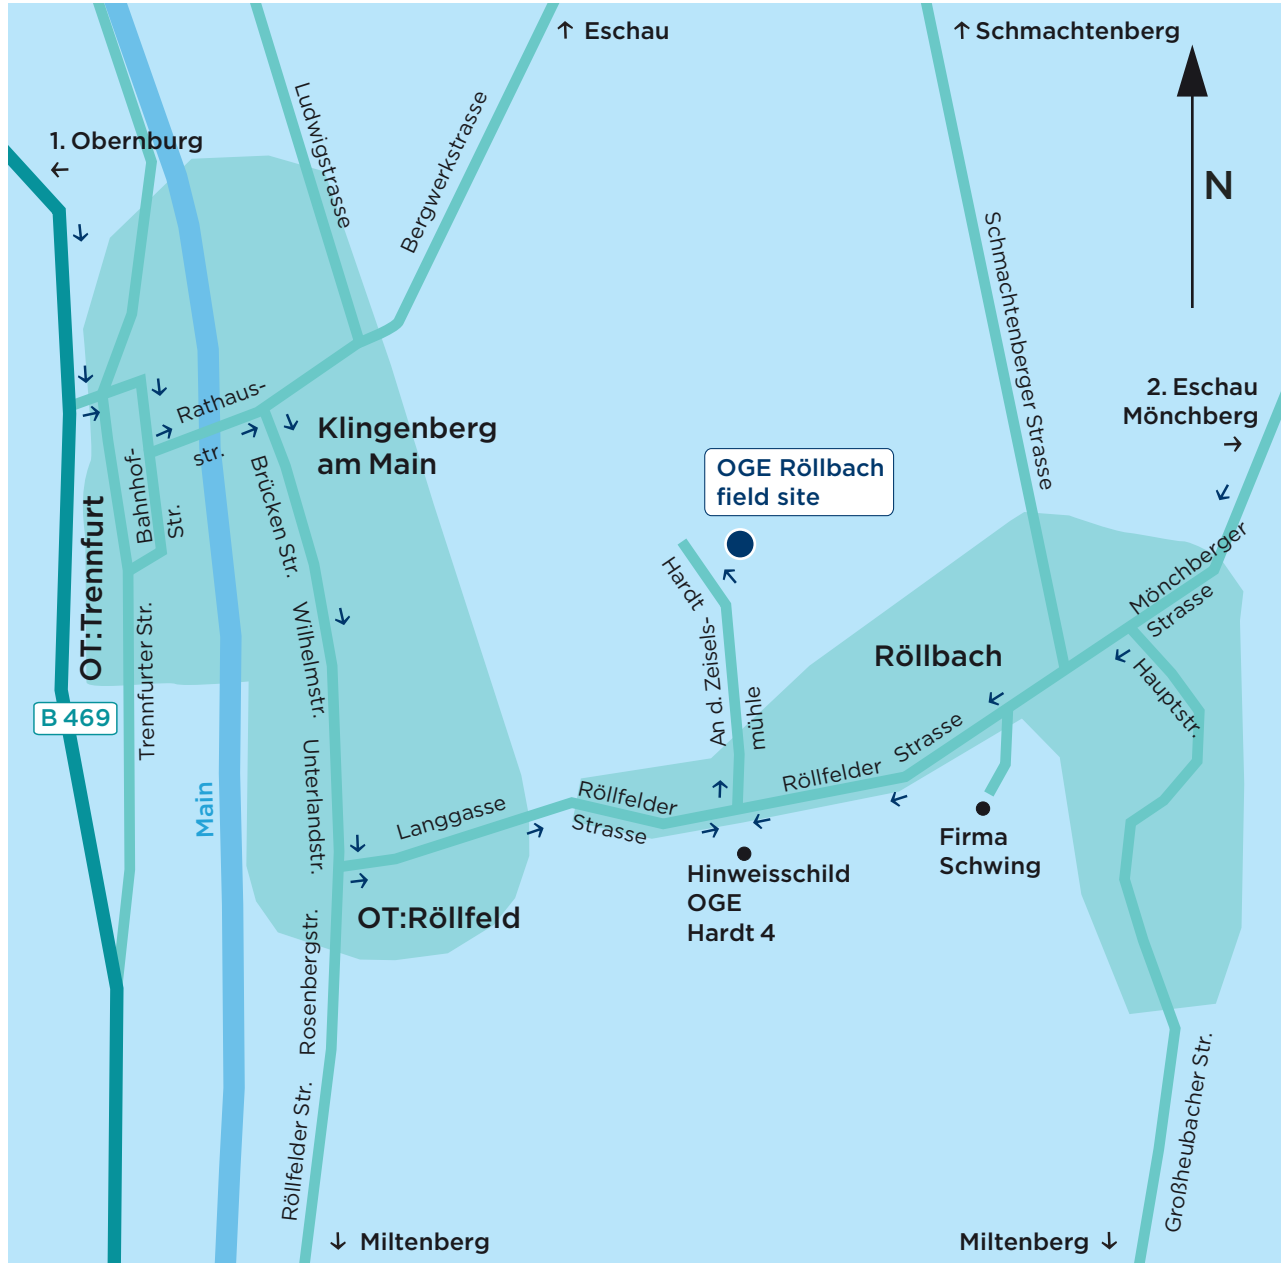 ↑ Eschau
↑ Schmachtenberg
1. Obernburg
←
N
Ludwigstrasse
Bergwerkstrasse
Schmachtenberger Strasse
2. Eschau
Mönchberg
→
Rathaus-
str.
Klingenberg
am Main
Bahnhof-
Str.
Brücken Str.
OGE Röllbach
field site
OT:Trennfurt
Mönchberger
Strasse
Hardt
An d. Zeisels-
mühle
Wilhelmstr.
Trennfurter Str.
Röllbach
Hauptstr.
B 469
Unterlandstr.
Main
Langgasse
Röllfelder
Strasse
Röllfelder
Strasse
Firma
Schwing
Hinweisschild
OGE
Hardt 4
OT:Röllfeld
Rosenbergstr.
Röllfelder Str.
Großheubacher Str.
↓ Miltenberg
Miltenberg ↓